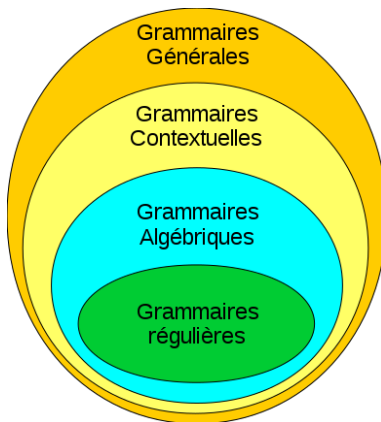 Grammaires
Générales
Grammaires
Contextuelles
Grammaires
Algébriques
Grammaires
régulières